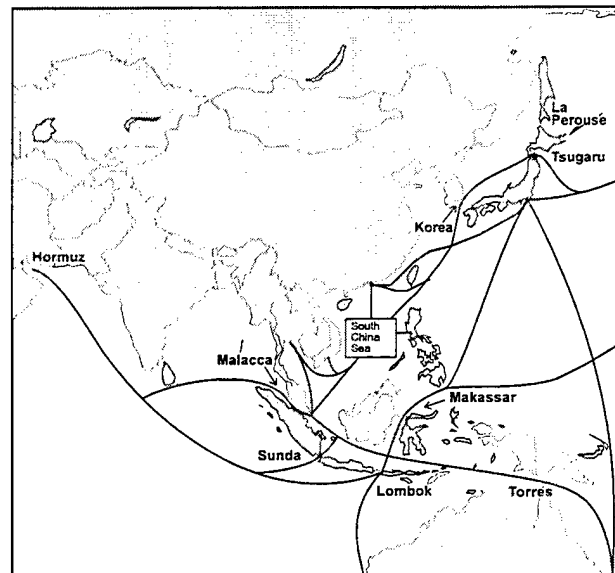 La
Perouse
Tsugaru
Korea
Hormuz
South
China
Sea
Malacca
Makassar
Sunda
Lombok
Torres